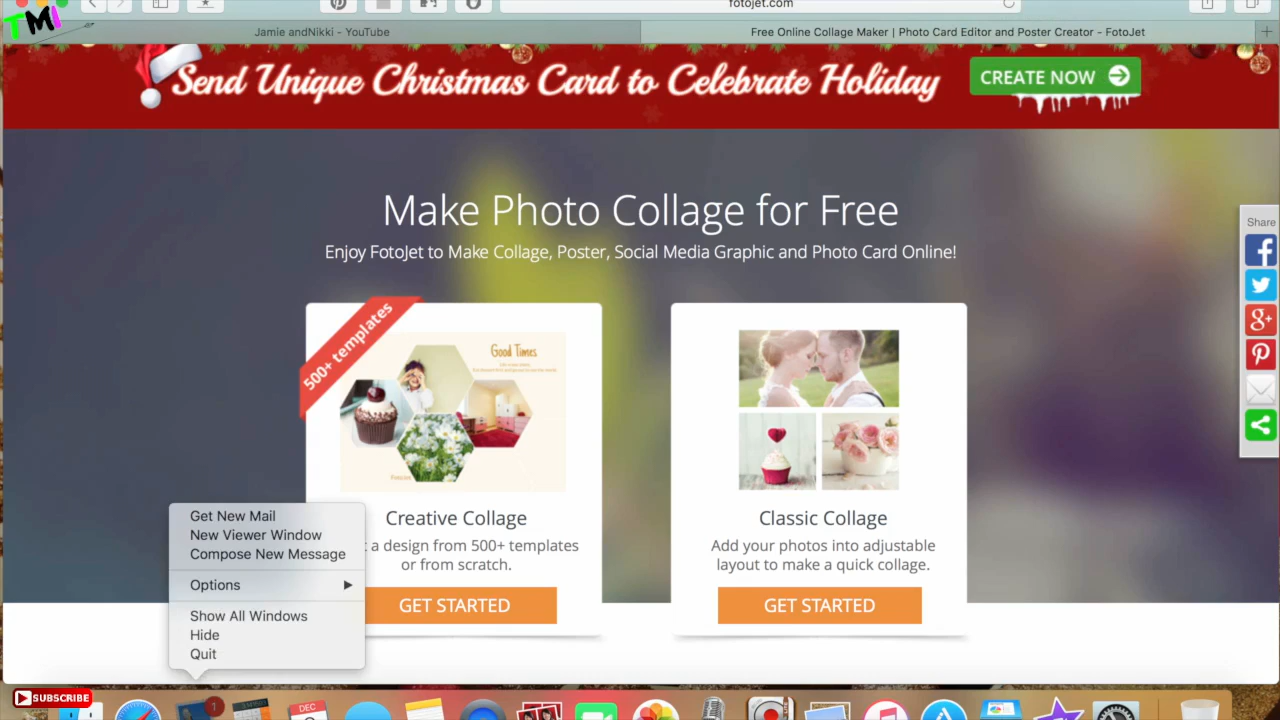 TMI
fotojet.com
Jamie andNikki - YouTube
Free Online Collage Maker | Photo Card Editor and Poster Creator - FotoJet
Send Unique Christmas Card to Celebrate Holiday
CREATE NOW
Make Photo Collage for Free
Enjoy FotoJet to Make Collage, Poster, Social Media Graphic and Photo Card Online!
Share
500+ templates
Good Times
Creative Collage
a design from 500+ templates
or from scratch.
GET STARTED
Classic Collage
Add your photos into adjustable
layout to make a quick collage.
GET STARTED
Get New Mail
New Viewer Window
Compose New Message
Options
Show All Windows
Hide
Quit
SUBSCRIBE
1
DEC